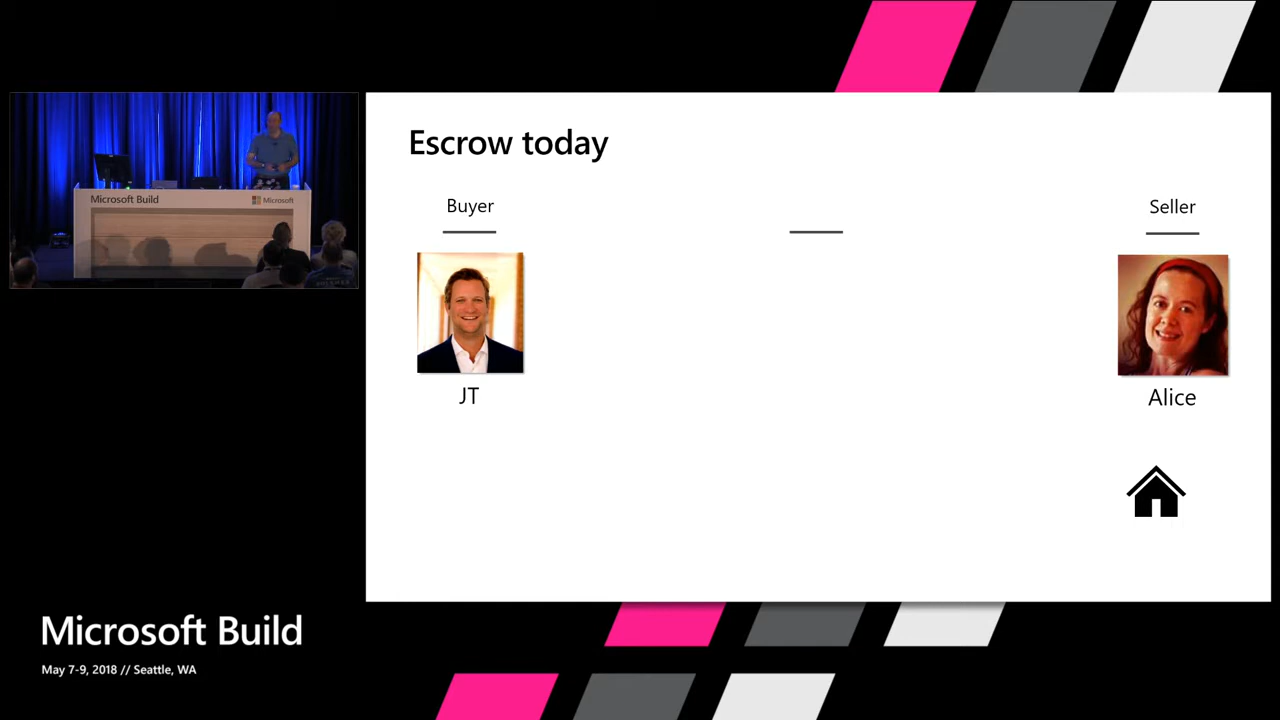 Escrow today
Buyer
Seller
JT
Alice
Microsoft Build
Microsoft
Microsoft Build
May 7-9, 2018 // Seattle, WA